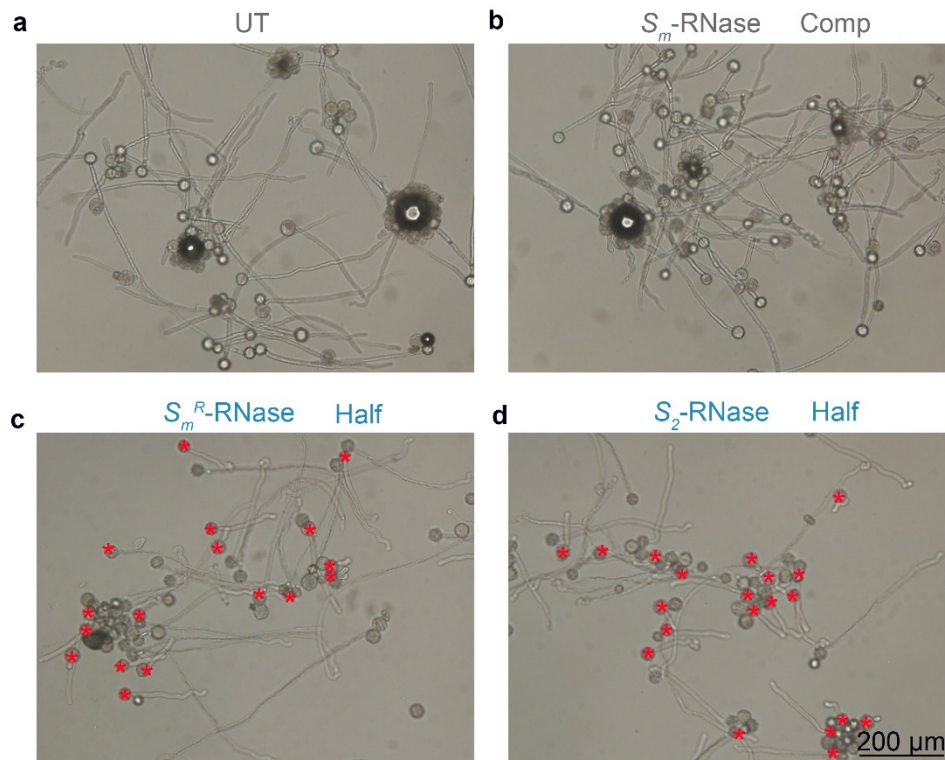 a UT
b Sm-RNase Comp
c SmR-RNase Half
d S2-RNase Half
200 μm